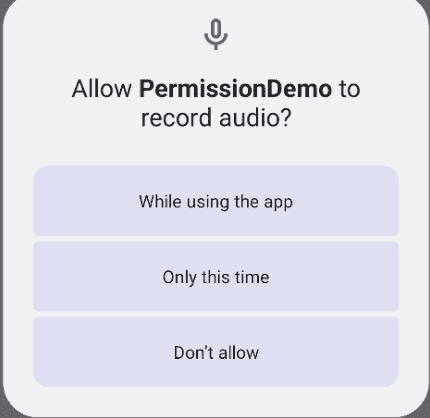 Allow PermissionDemo to
record audio?
While using the app
Only this time
Don’t allow